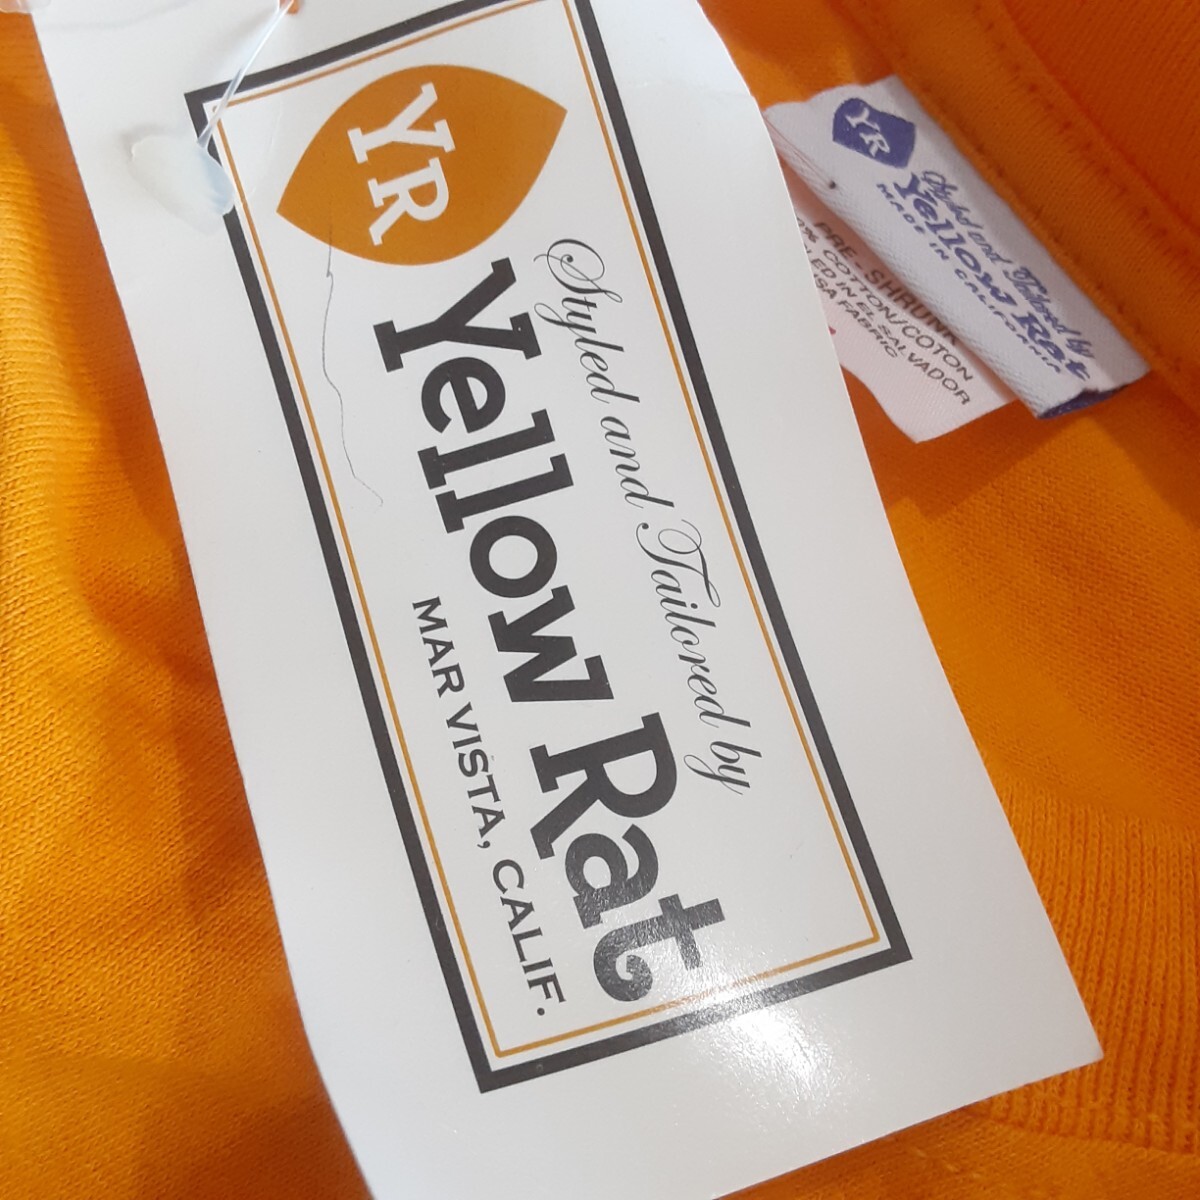 YR
Styled and Tailored by
Yellow Rat
MAR VISTA, CALIF.
YR
Styled and Tailored by
Yellow Rat
MADE IN CALIFORNIA
PRE-SHRUNK
COTTON/COTON
IN EL SALVADOR
USA FABRIC